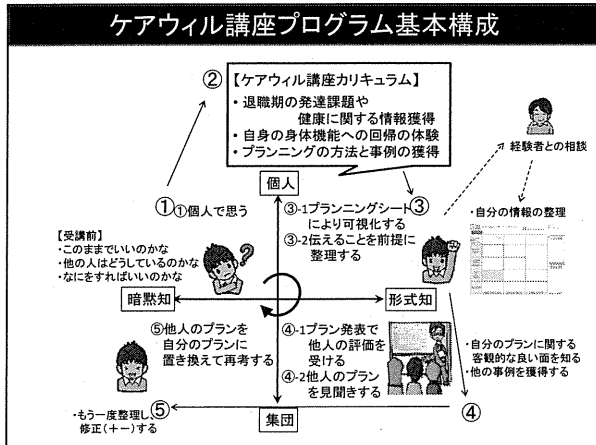 ケアウィル講座プログラム基本構成
②
【ケアウィル講座カリキュラム】
・退職期の発達課題や
健康に関する情報獲得
・自身の身体機能への回帰の体験
・プランニングの方法と事例の獲得
経験者との相談
個人
①
①個人で思う
【受講前】
・このままでいいのかな
・他の人はどうしているのかな
・なにをすればいいのかな
③
③-1プランニングシート
により可視化する
③-2伝えることを前提に
整理する
・自分の情報の整理
暗黙知
形式知
⑤他人のプランを
自分のプランに
置き換えて再考する
④-1プラン発表で
他人の評価を
受ける
④-2他人のプラン
を見聞きする
・自分のプランに関する
客観的な良い面を知る
・他の事例を獲得する
・もう一度整理し、
修正(+-)する
⑤
集団
④